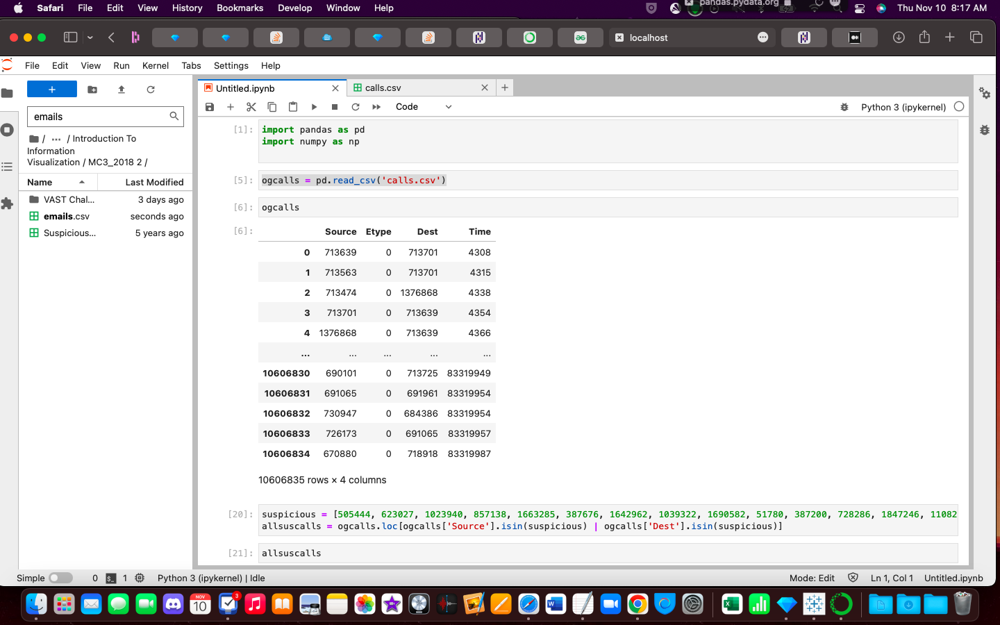 Safari File Edit View History Bookmarks Develop Window Help pandas.pydata.org Thu Nov 10 8:17 AM
localhost
File Edit View Run Kernel Tabs Settings Help
Untitled.ipynb calls.csv
Code Python 3 (ipykernel)
emails
/ ... / Introduction To
Information
Visualization / MC3_2018 2 /
Name Last Modified
VAST Chal... 3 days ago
emails.csv seconds ago
Suspicious... 5 years ago
[1]: import pandas as pd
import numpy as np
[5]: ogcalls = pd.read_csv('calls.csv')
[6]: ogcalls
[6]: Source Etype Dest Time
0 713639 0 713701 4308
1 713563 0 713701 4315
2 713474 0 1376868 4338
3 713701 0 713639 4354
4 1376868 0 713639 4366
... ... ... ... ...
10606830 690101 0 713725 83319949
10606831 691065 0 691961 83319954
10606832 730947 0 684386 83319954
10606833 726173 0 691065 83319957
10606834 670880 0 718918 83319987
10606835 rows × 4 columns
[20]: suspicious = [505444, 623027, 1023940, 857138, 1663285, 387676, 1642962, 1039322, 1690582, 51780, 387200, 728286, 1847246, 11082
allsuscalls = ogcalls.loc[ogcalls['Source'].isin(suspicious) | ogcalls['Dest'].isin(suspicious)]
[21]: allsuscalls
Simple 0 1 Python 3 (ipykernel) | Idle Mode: Edit Ln 1, Col 1 Untitled.ipynb
NOV
10
3